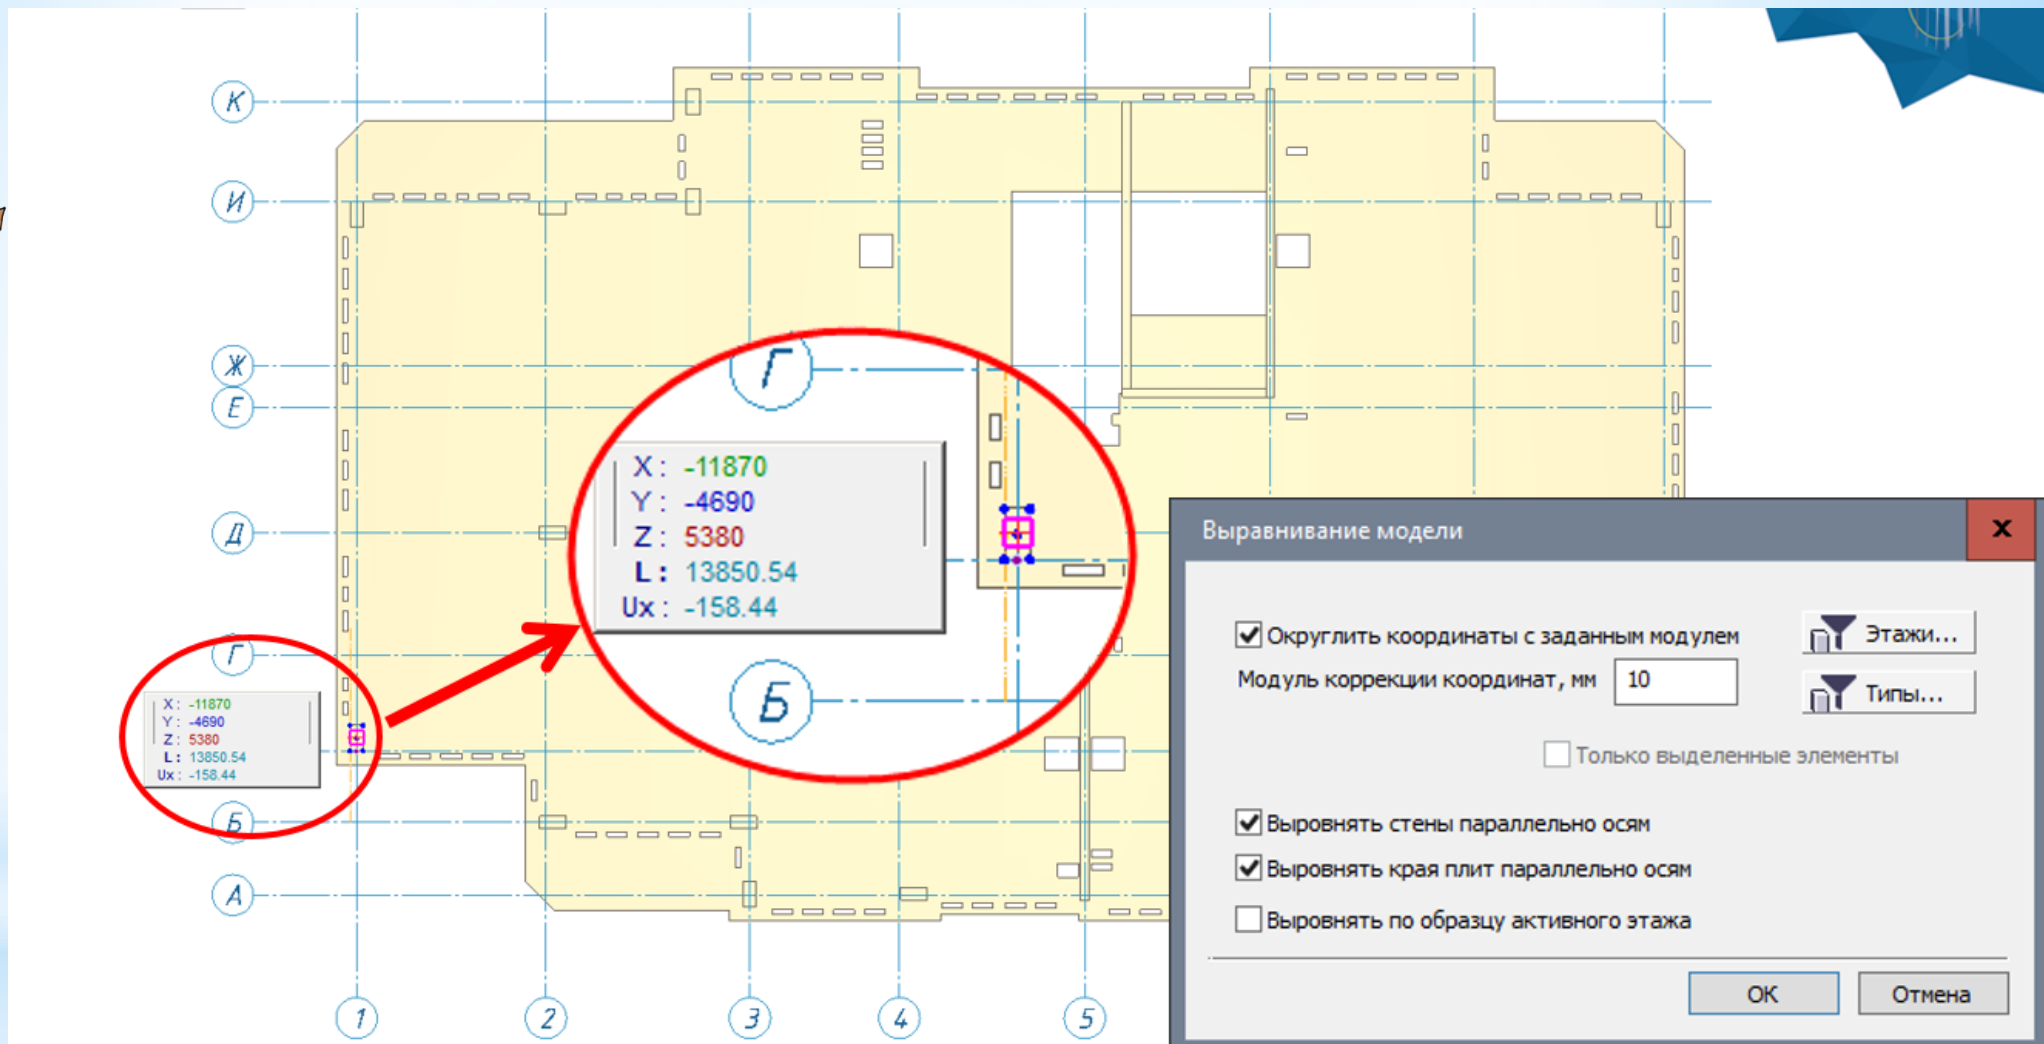 К
И
Ж
Е
Д
Г
Б
А
X : -11870
Y : -4690
Z : 5380
L : 13850.54
Ux : -158.44
Г
X : -11870
Y : -4690
Z : 5380
L : 13850.54
Ux : -158.44
Б
1
2
3
4
5
Выравнивание модели
x
Округлить координаты с заданным модулем
Этажи...
Модуль коррекции координат, мм
10
Типы...
Только выделенные элементы
Выровнять стены параллельно осям
Выровнять края плит параллельно осям
Выровнять по образцу активного этажа
ОК
Отмена